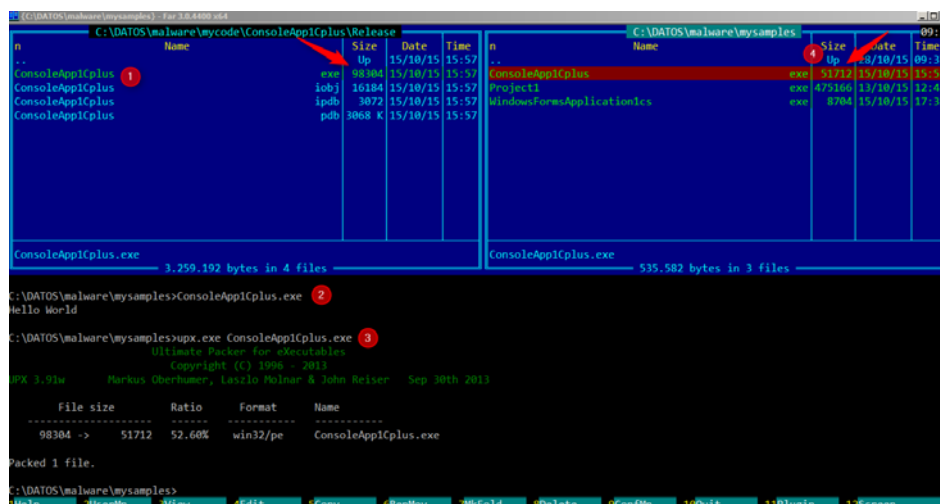 {C:\DATOS\malware\mysamples} - Far 3.0.4400 x64
C:\DATOS\malware\mycode\ConsoleApp1Cplus\Release
n Name Size Date Time
.. Up 15/10/15 15:57
ConsoleApp1Cplus 1 exe 98304 15/10/15 15:57
ConsoleApp1Cplus iobj 16184 15/10/15 15:57
ConsoleApp1Cplus ipdb 3072 15/10/15 15:57
ConsoleApp1Cplus pdb 3068 K 15/10/15 15:57
ConsoleApp1Cplus.exe
3.259.192 bytes in 4 files
C:\DATOS\malware\mysamples 09:
n Name 4 Size Date Time
.. Up 28/10/15 09:3
ConsoleApp1Cplus exe 51712 15/10/15 15:5
Project1 exe 475166 13/10/15 12:4
WindowsFormsApplication1cs exe 8704 15/10/15 17:3
ConsoleApp1Cplus.exe
535.582 bytes in 3 files
C:\DATOS\malware\mysamples>ConsoleApp1Cplus.exe 2
Hello World
C:\DATOS\malware\mysamples>upx.exe ConsoleApp1Cplus.exe 3
Ultimate Packer for eXecutables
Copyright (C) 1996 - 2013
UPX 3.91w Markus Oberhumer, Laszlo Molnar & John Reiser Sep 30th 2013
File size Ratio Format Name
-------------------- ------ ----------- -----------
98304 -> 51712 52.60% win32/pe ConsoleApp1Cplus.exe
Packed 1 file.
C:\DATOS\malware\mysamples>